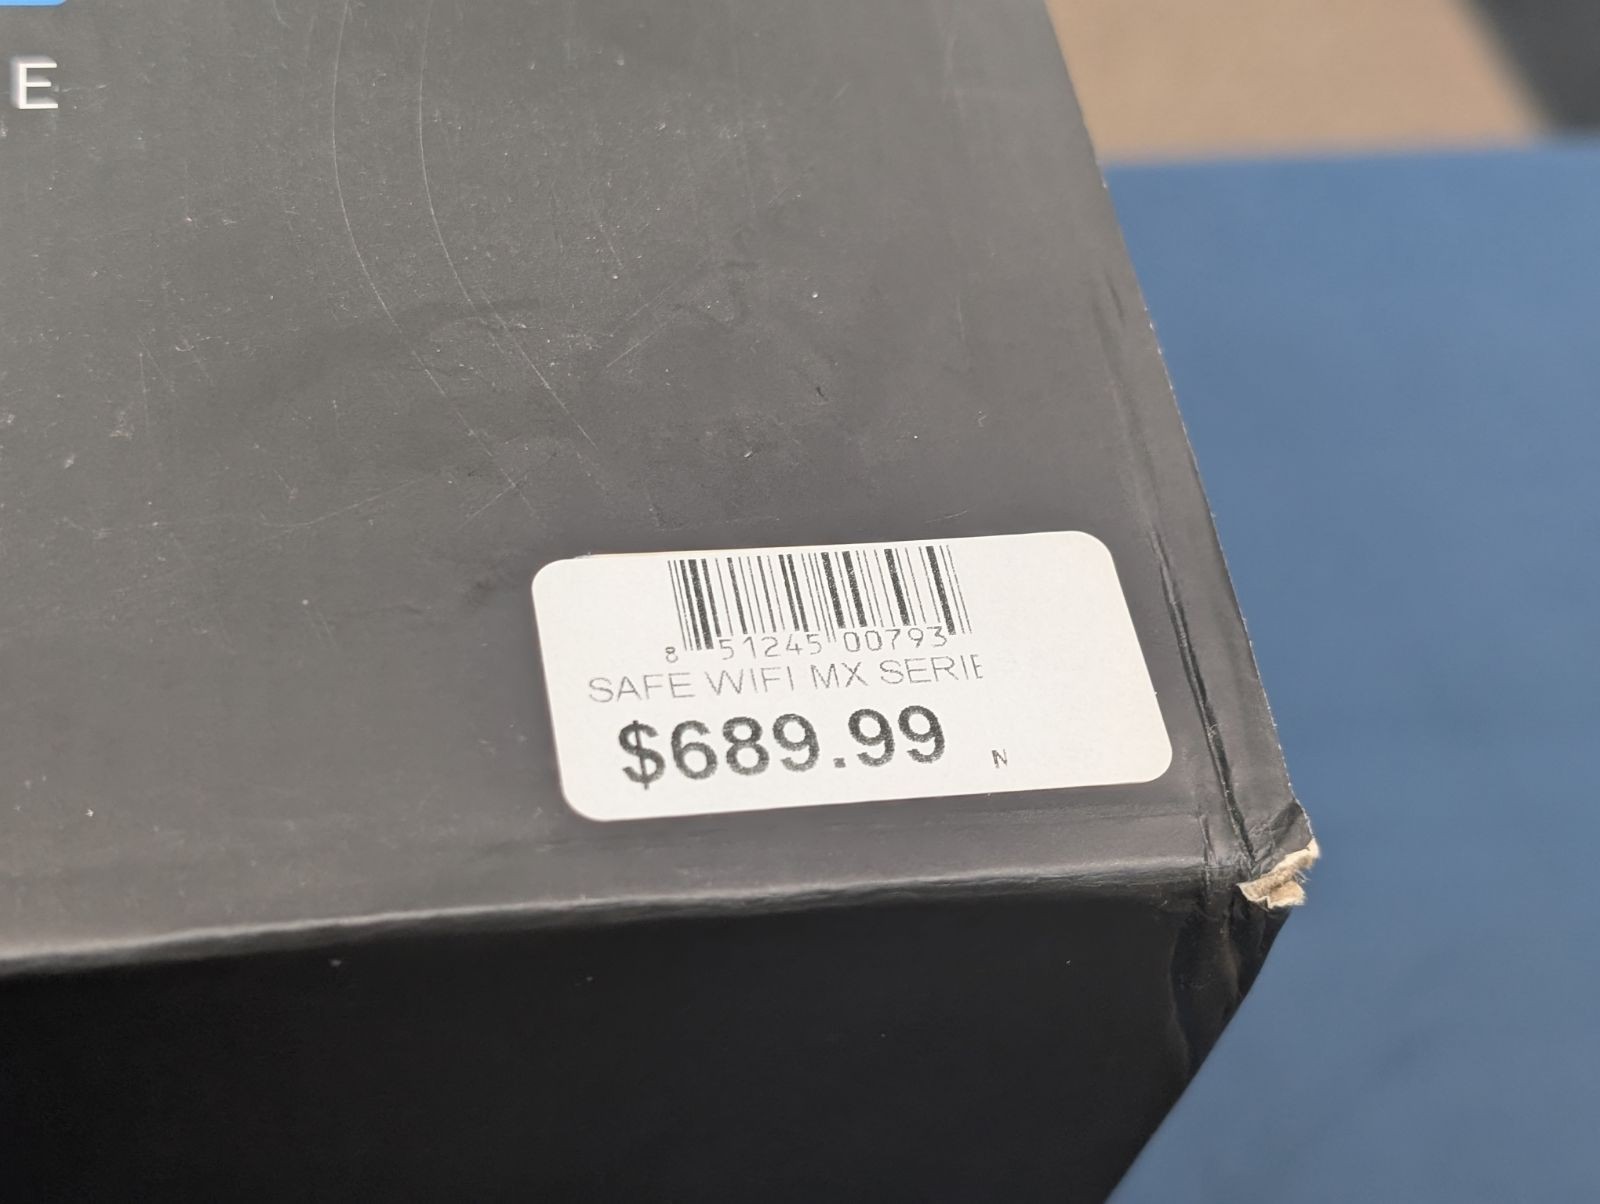 E
8 51245 00793
SAFE WIFI MX SERIE
$689.99 N